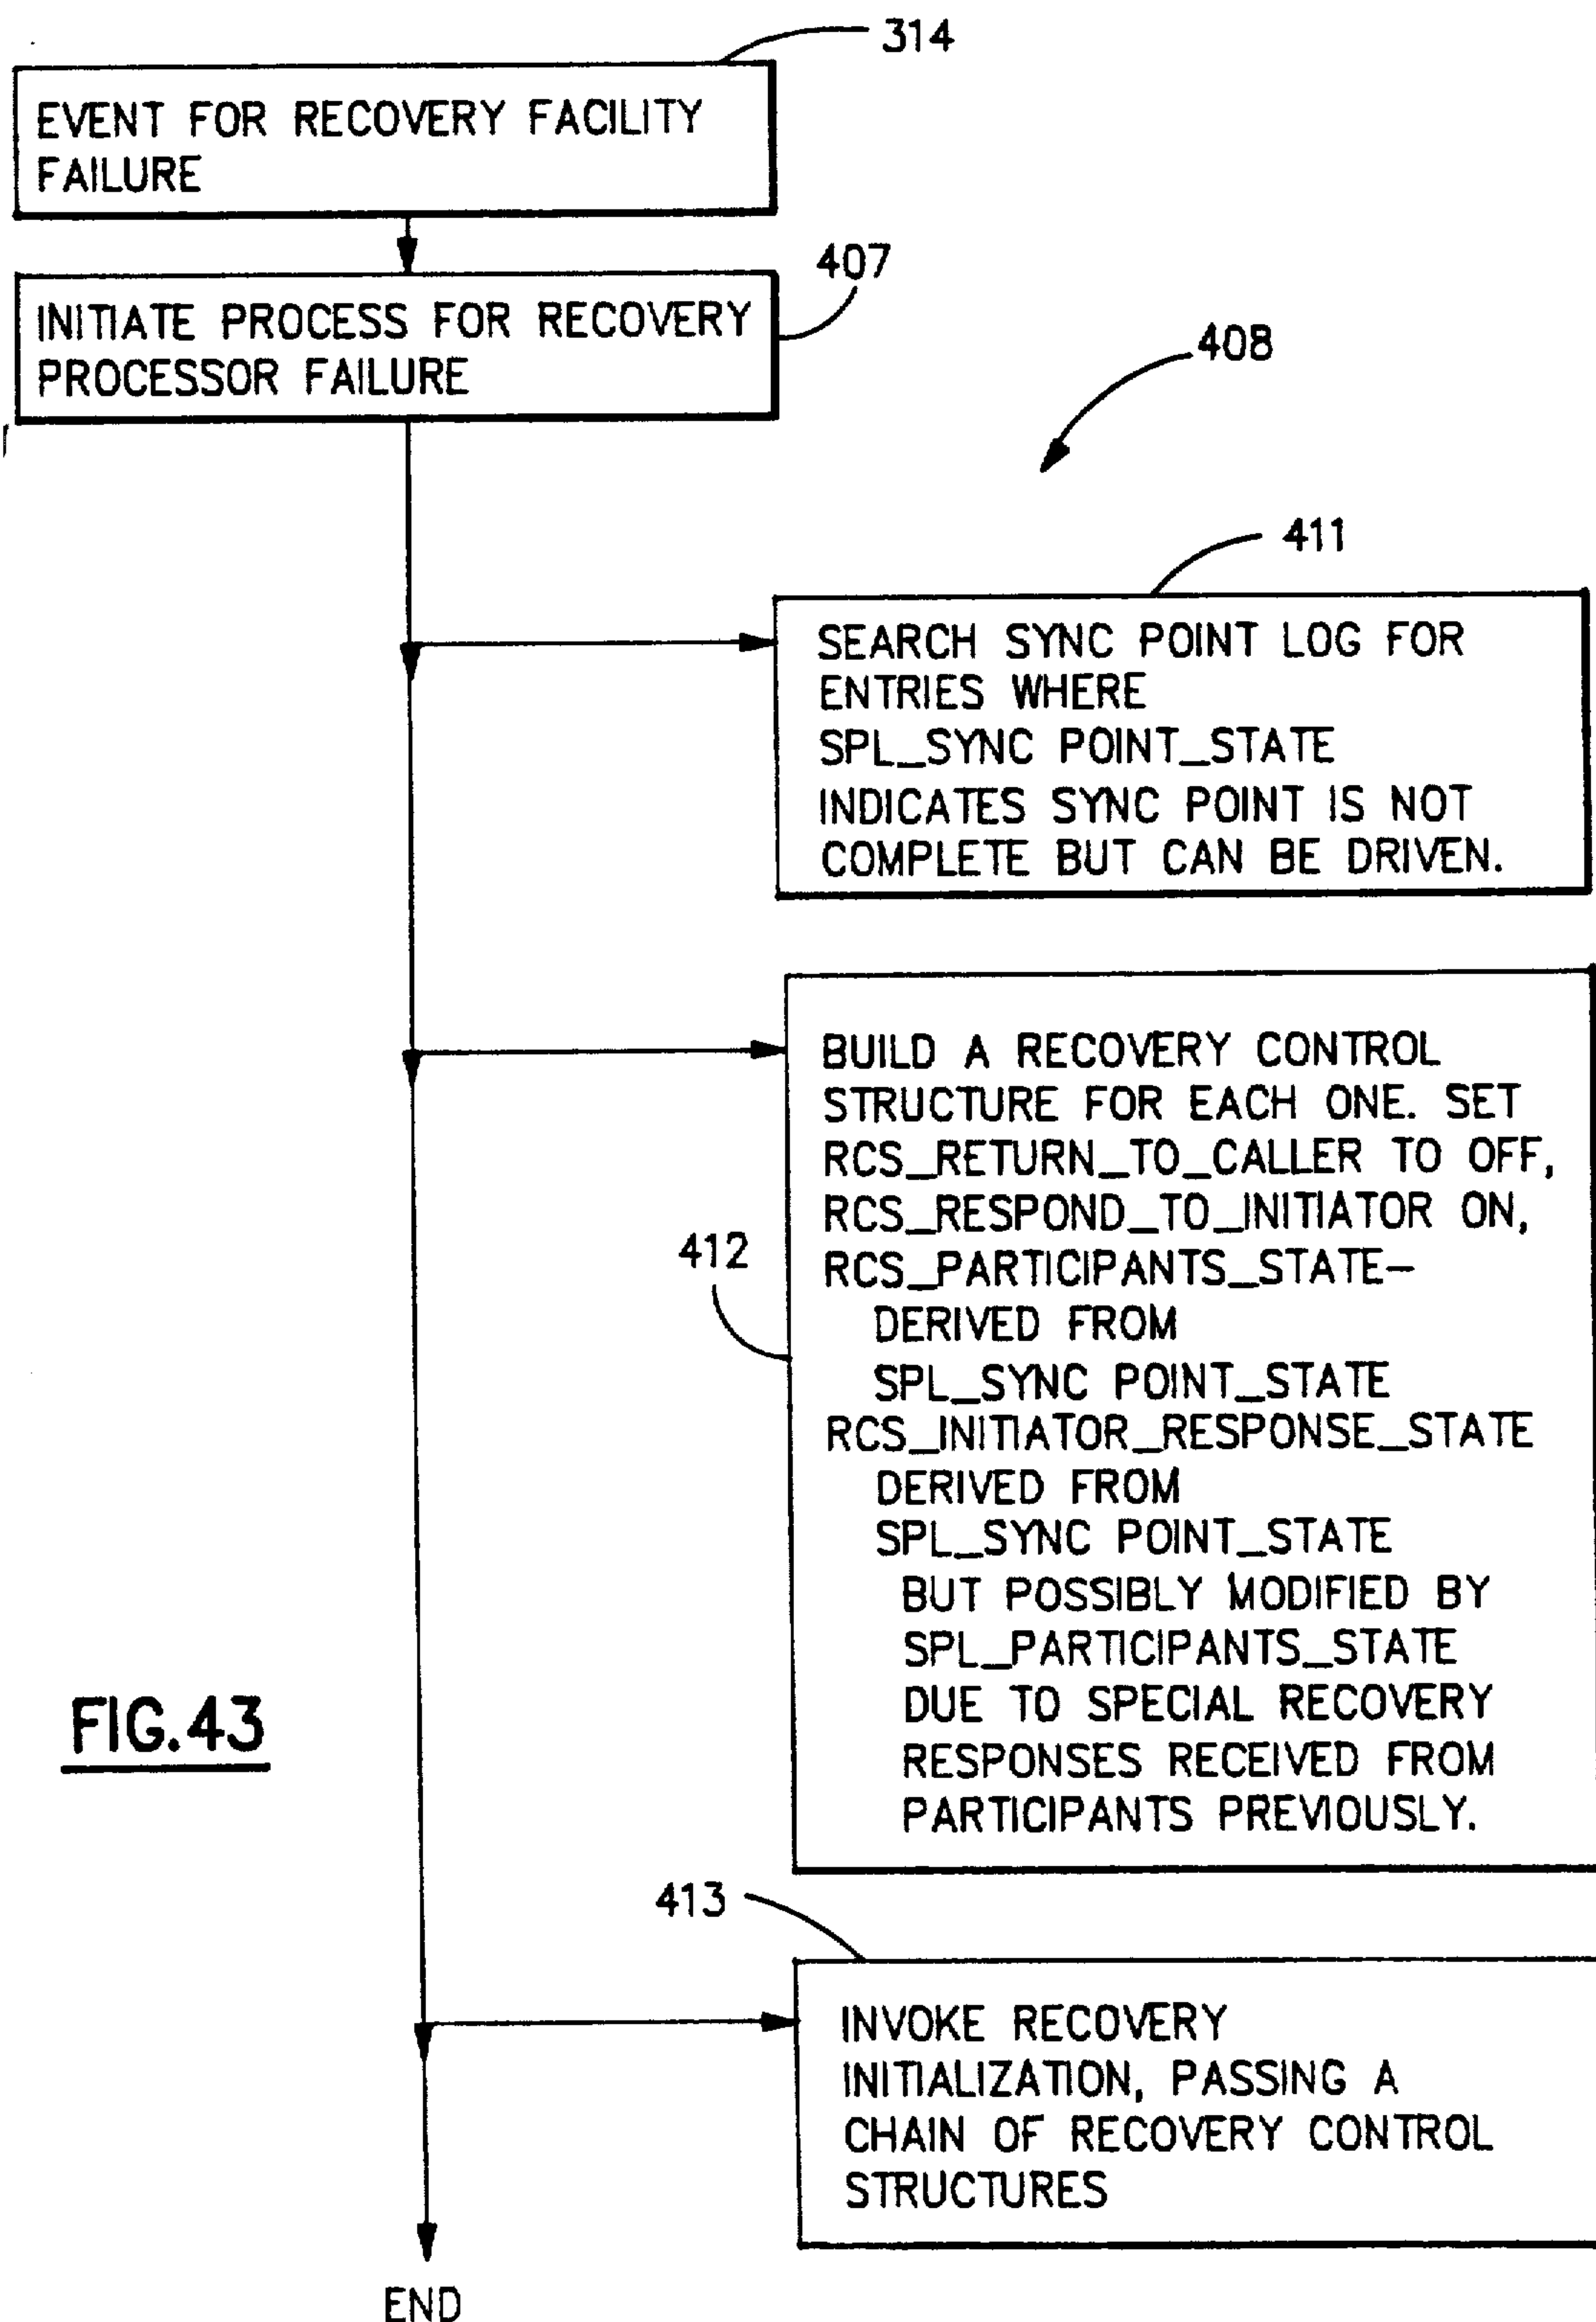 314
EVENT FOR RECOVERY FACILITY
FAILURE
407
INITIATE PROCESS FOR RECOVERY
PROCESSOR FAILURE
408
411
SEARCH SYNC POINT LOG FOR
ENTRIES WHERE
SPL_SYNC POINT_STATE
INDICATES SYNC POINT IS NOT
COMPLETE BUT CAN BE DRIVEN.
412
BUILD A RECOVERY CONTROL
STRUCTURE FOR EACH ONE. SET
RCS_RETURN_TO_CALLER TO OFF,
RCS_RESPOND_TO_INITIATOR ON,
RCS_PARTICIPANTS_STATE-
DERIVED FROM
SPL_SYNC POINT_STATE
RCS_INITIATOR_RESPONSE_STATE
DERIVED FROM
SPL_SYNC POINT_STATE
BUT POSSIBLY MODIFIED BY
SPL_PARTICIPANTS_STATE
DUE TO SPECIAL RECOVERY
RESPONSES RECEIVED FROM
PARTICIPANTS PREVIOUSLY.
FIG.43
413
INVOKE RECOVERY
INITIALIZATION, PASSING A
CHAIN OF RECOVERY CONTROL
STRUCTURES
END